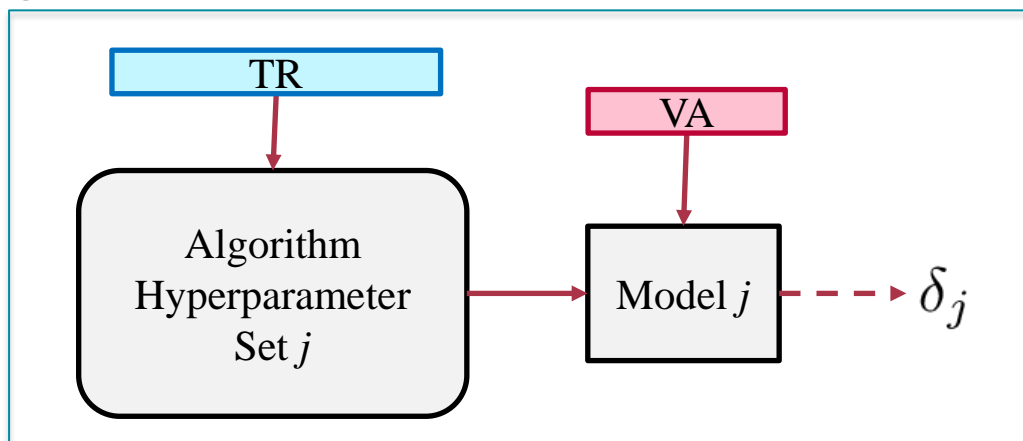 TR
VA
Algorithm
Hyperparameter
Set j
Model j
δj